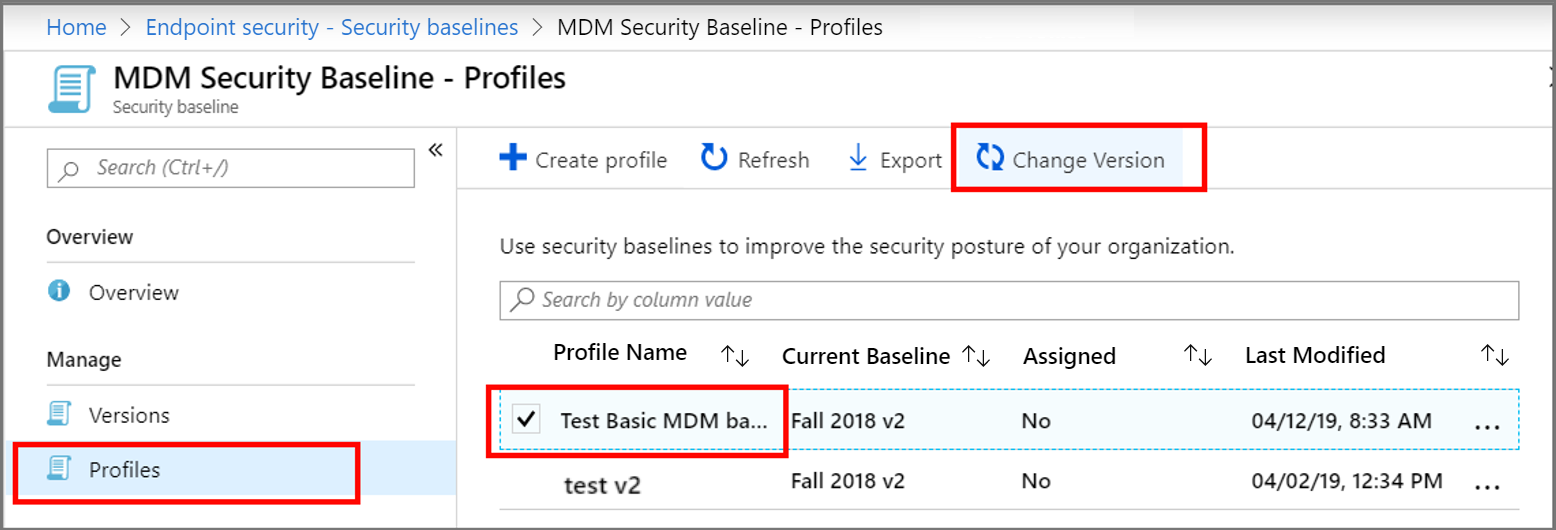 Home > Endpoint security - Security baselines > MDM Security Baseline - Profiles
MDM Security Baseline - Profiles
Security baseline
Search (Ctrl+/)
«
Overview
Overview
Manage
Versions
Profiles
Create profile Refresh Export Change Version
Use security baselines to improve the security posture of your organization.
Search by column value
Profile Name ↑↓ Current Baseline ↑↓ Assigned ↑↓ Last Modified ↑↓
Test Basic MDM ba... Fall 2018 v2 No 04/12/19, 8:33 AM ...
test v2 Fall 2018 v2 No 04/02/19, 12:34 PM ...